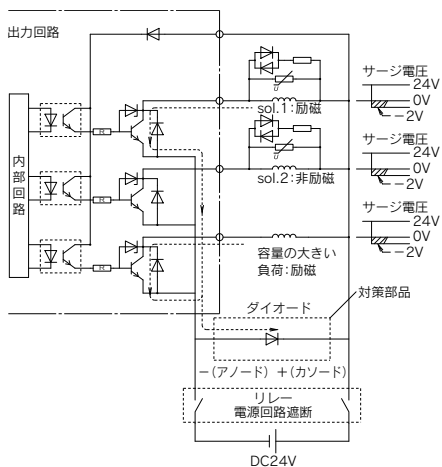 出力回路
内部回路
sol.1:励磁
sol.2:非励磁
容量の大きい
負荷:励磁
サージ電圧
24V
0V
−2V
サージ電圧
24V
0V
−2V
サージ電圧
24V
0V
−2V
対策部品
ダイオード
−(アノード) +(カソード)
リレー
電源回路遮断
DC24V